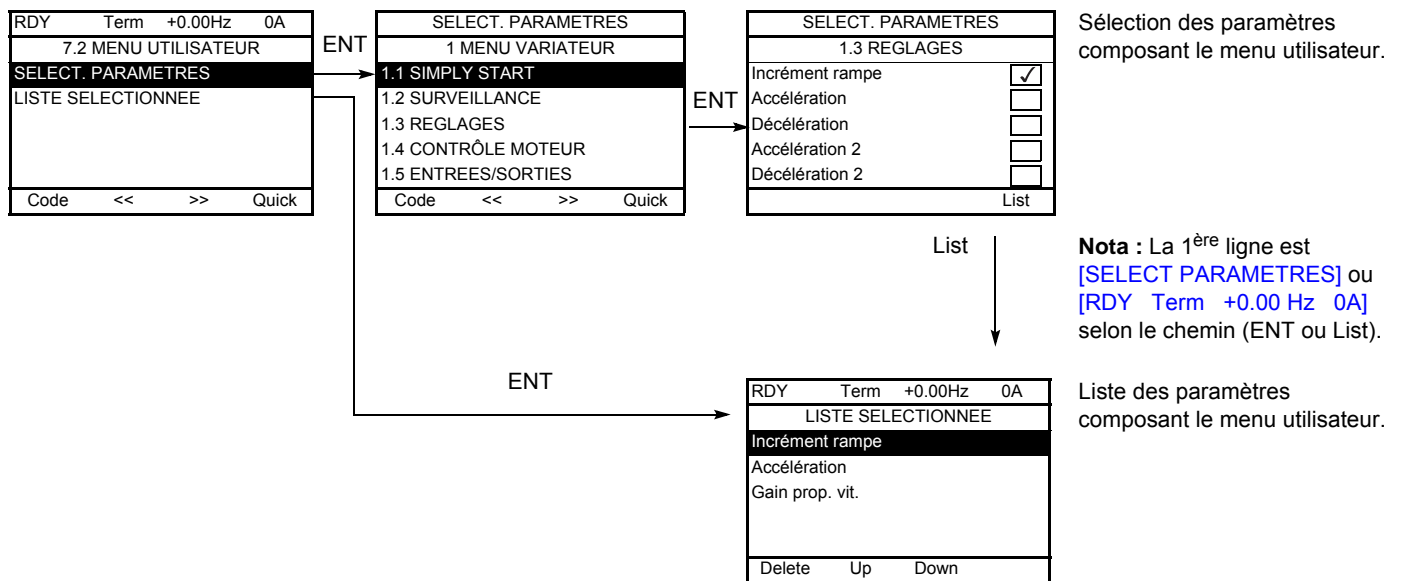 RDY Term +0.00Hz 0A
7.2 MENU UTILISATEUR
SELECT. PARAMETRES
LISTE SELECTIONNEE
Code << >> Quick
ENT
SELECT. PARAMETRES
1 MENU VARIATEUR
1.1 SIMPLY START
1.2 SURVEILLANCE
1.3 REGLAGES
1.4 CONTRÔLE MOTEUR
1.5 ENTREES/SORTIES
Code << >> Quick
ENT
SELECT. PARAMETRES
1.3 REGLAGES
Incrément rampe ✓
Accélération
Décélération
Accélération 2
Décélération 2
List
Sélection des paramètres
composant le menu utilisateur.
List
Nota : La 1ère ligne est
[SELECT PARAMETRES] ou
[RDY Term +0.00 Hz 0A]
selon le chemin (ENT ou List).
ENT
RDY Term +0.00Hz 0A
LISTE SELECTIONNEE
Incrément rampe
Accélération
Gain prop. vit.
Delete Up Down
Liste des paramètres
composant le menu utilisateur.